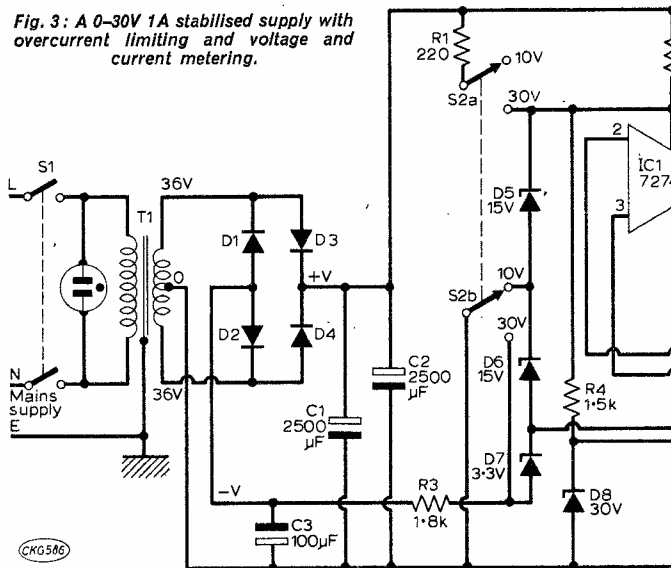 Fig. 3: A 0–30V 1A stabilised supply with
overcurrent limiting and voltage and
current metering.
R1
220
10V
S2a
30V
S1
L
36V
T1
D1
D3
O
+V
D2
D4
36V
N
Mains
supply
E
C1
2500
µF
C2
2500
µF
-V
C3
100µF
R3
1·8k
S2b
10V
30V
D5
15V
D6
15V
D7
3·3V
2
3
IC1
R4
1·5k
D8
30V
CKG586